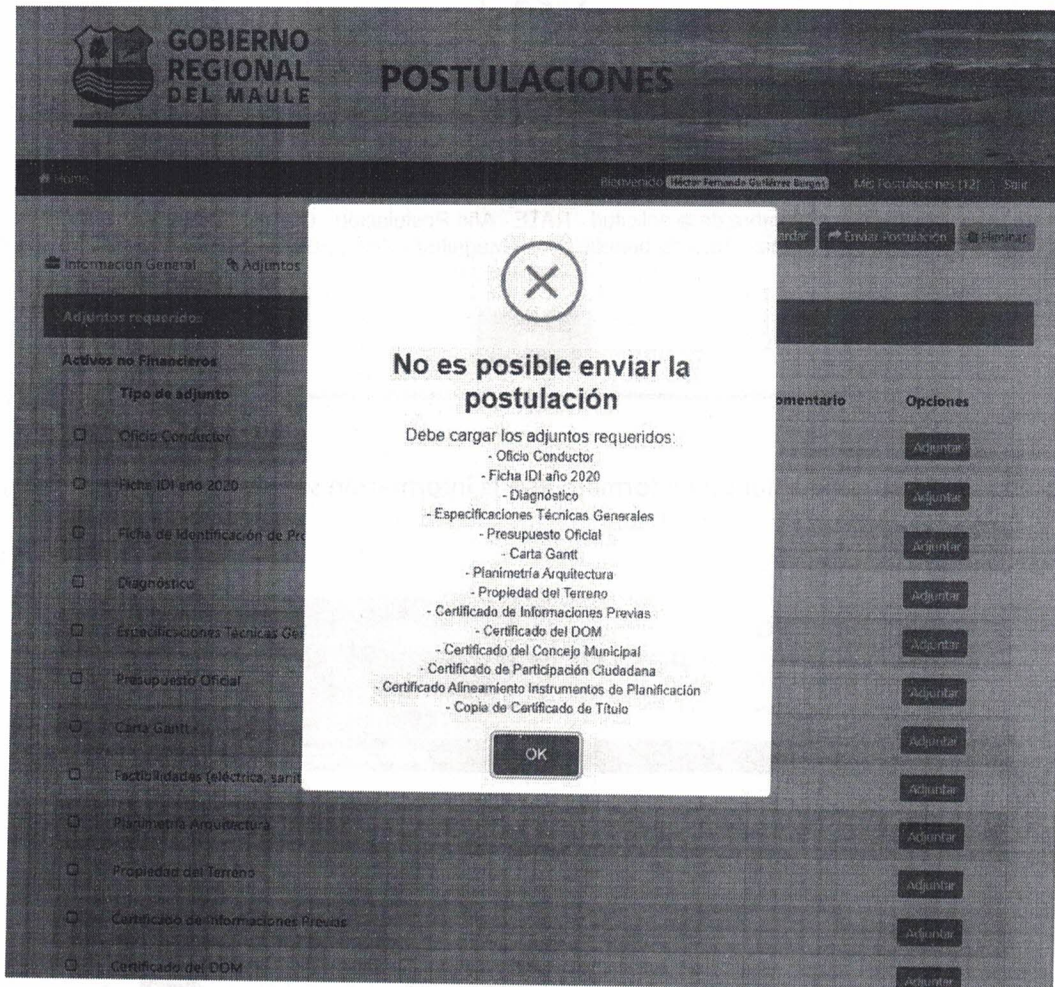 GOBIERNO
REGIONAL
DEL MAULE
POSTULACIONES
Home
Bienvenido Héctor Fernando Gutiérrez Burgos Mis Postulaciones (12) Salir
Enviar Postulación Eliminar
Información General Adjuntos
Adjuntos requeridos
Activos no Financieros
Tipo de adjunto omentario Opciones
Oficio Conductor Adjuntar
Ficha IDI año 2020 Adjuntar
Ficha de Identificación de Pro Adjuntar
Diagnóstico Adjuntar
Especificaciones Técnicas Gen Adjuntar
Presupuesto Oficial Adjuntar
Carta Gantt Adjuntar
Factibilidades (eléctrica, sanit Adjuntar
Planimetría Arquitectura Adjuntar
Propiedad del Terreno Adjuntar
Certificado de Informaciones Previas Adjuntar
Certificado del DOM Adjuntar
No es posible enviar la
postulación
Debe cargar los adjuntos requeridos:
- Oficio Conductor
- Ficha IDI año 2020
- Diagnóstico
- Especificaciones Técnicas Generales
- Presupuesto Oficial
- Carta Gantt
- Planimetría Arquitectura
- Propiedad del Terreno
- Certificado de Informaciones Previas
- Certificado del DOM
- Certificado del Concejo Municipal
- Certificado de Participación Ciudadana
- Certificado Alineamiento Instrumentos de Planificación
- Copia de Certificado de Título
OK